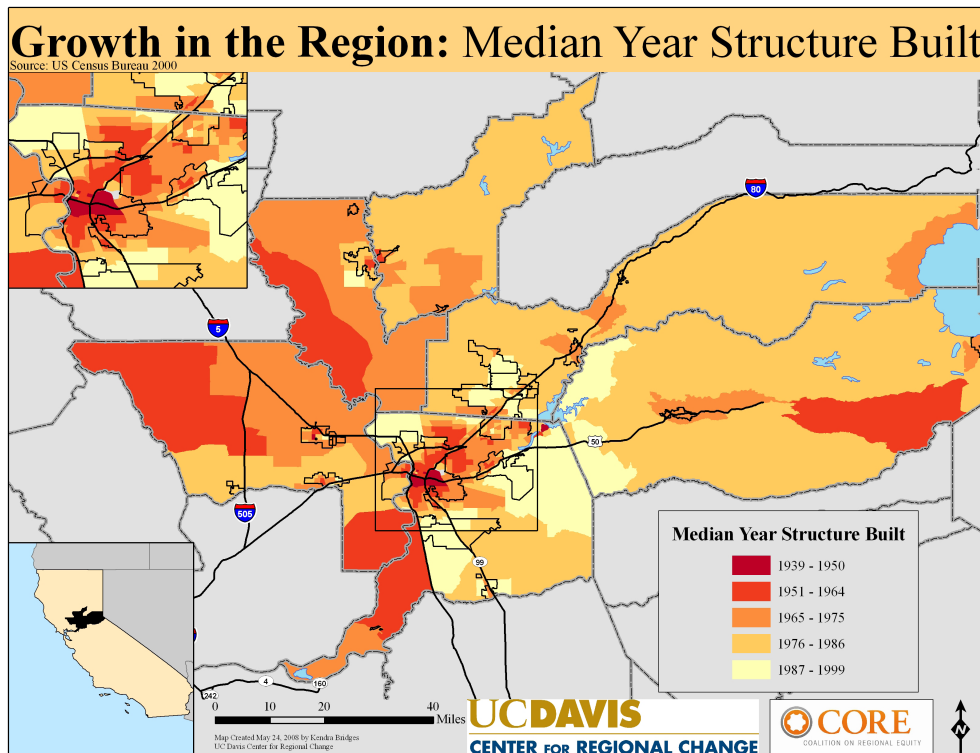 Growth in the Region: Median Year Structure Built
Source: US Census Bureau 2000
80
5
50
505
99
Median Year Structure Built
1939 - 1950
1951 - 1964
1965 - 1975
1976 - 1986
1987 - 1999
4
160
242
0 10 20 40 Miles
Map Created May 24, 2008 by Kendra Bridges
UC Davis Center for Regional Change
UCDAVIS
CENTER FOR REGIONAL CHANGE
CORE
COALITION ON REGIONAL EQUITY
N